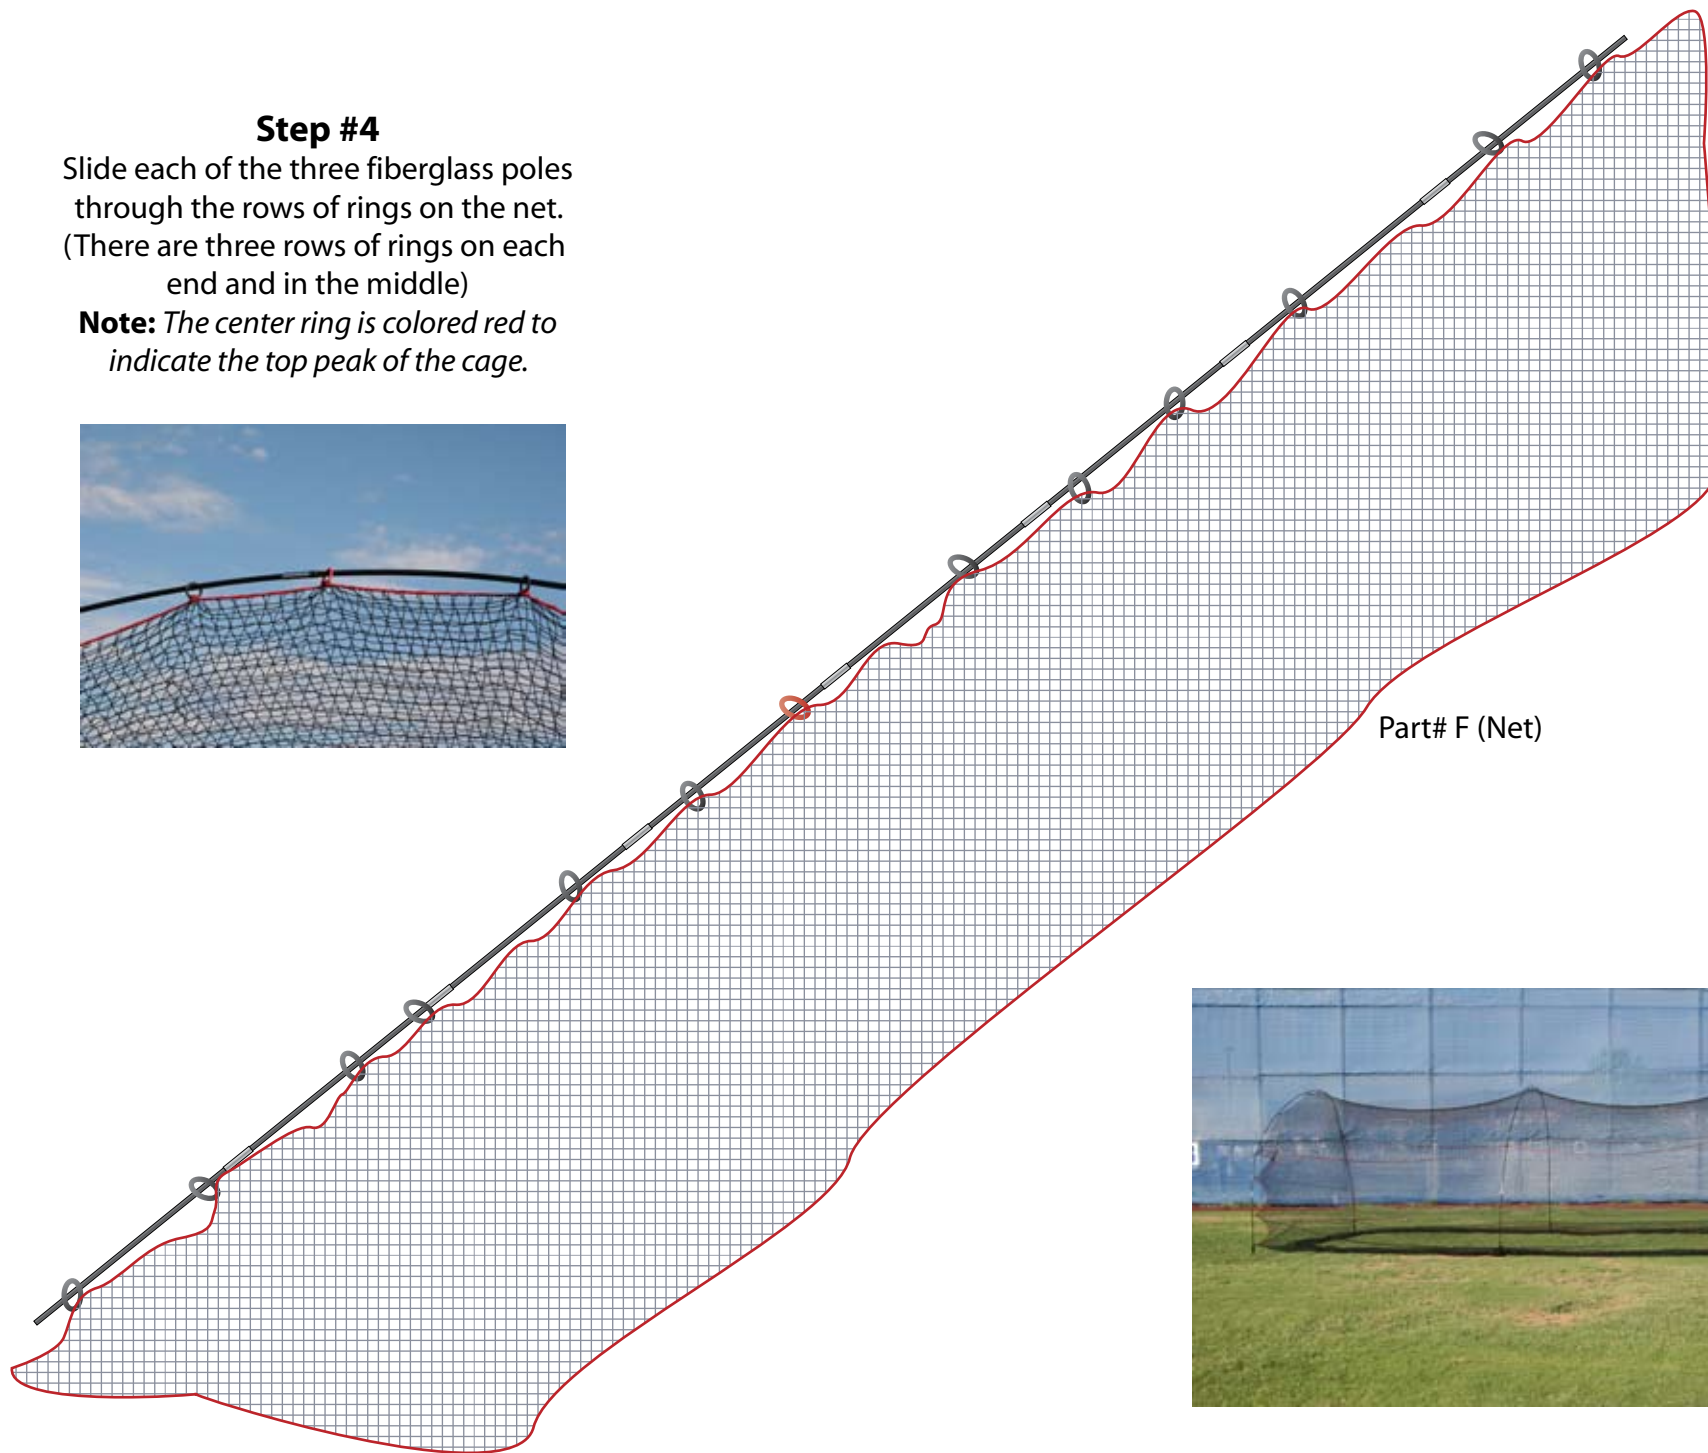 Step #4
Slide each of the three fiberglass poles
through the rows of rings on the net.
(There are three rows of rings on each
end and in the middle)
Note: The center ring is colored red to
indicate the top peak of the cage.
Part# F (Net)